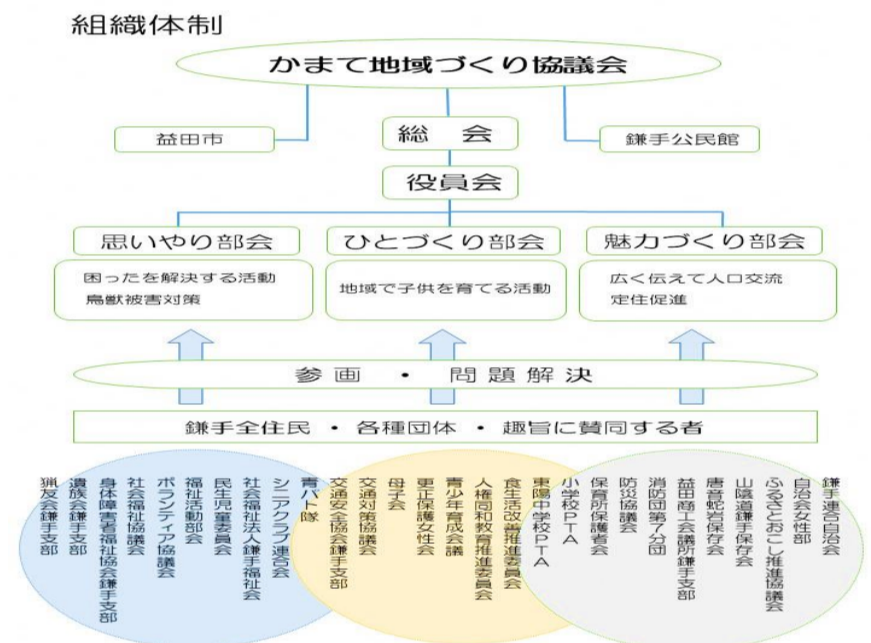 組織体制
かまて地域づくり協議会
益田市
総 会
鎌手公民館
役員会
思いやり部会
ひとづくり部会
魅力づくり部会
困ったを解決する活動
鳥獣被害対策
地域で子供を育てる活動
広く伝えて人口交流
定住促進
参画 ・ 問題解決
鎌手全住民 ・ 各種団体 ・ 趣旨に賛同する者
鎌手連合自治会
自治会女性部
ふるさとおこし推進協議会
山陰道鎌手保存会
唐音蛇岩保存会
益田商工会議所鎌手支部
消防団第7分団
防災協議会
保育所保護者会
小学校PTA
東陽中学校PTA
食生活改善推進委員会
人権同和教育推進委員会
青少年育成会議
更正保護女性会
母子会
交通対策協議会
交通安全協会鎌手支部
青パト隊
シニアクラブ連合会
社会福祉法人鎌手福祉会
民生児童委員会
福祉活動部会
ボランティア協議会
社会福祉協議会
身体障害者福祉協会鎌手支部
遺族会鎌手支部
猟友会鎌手支部